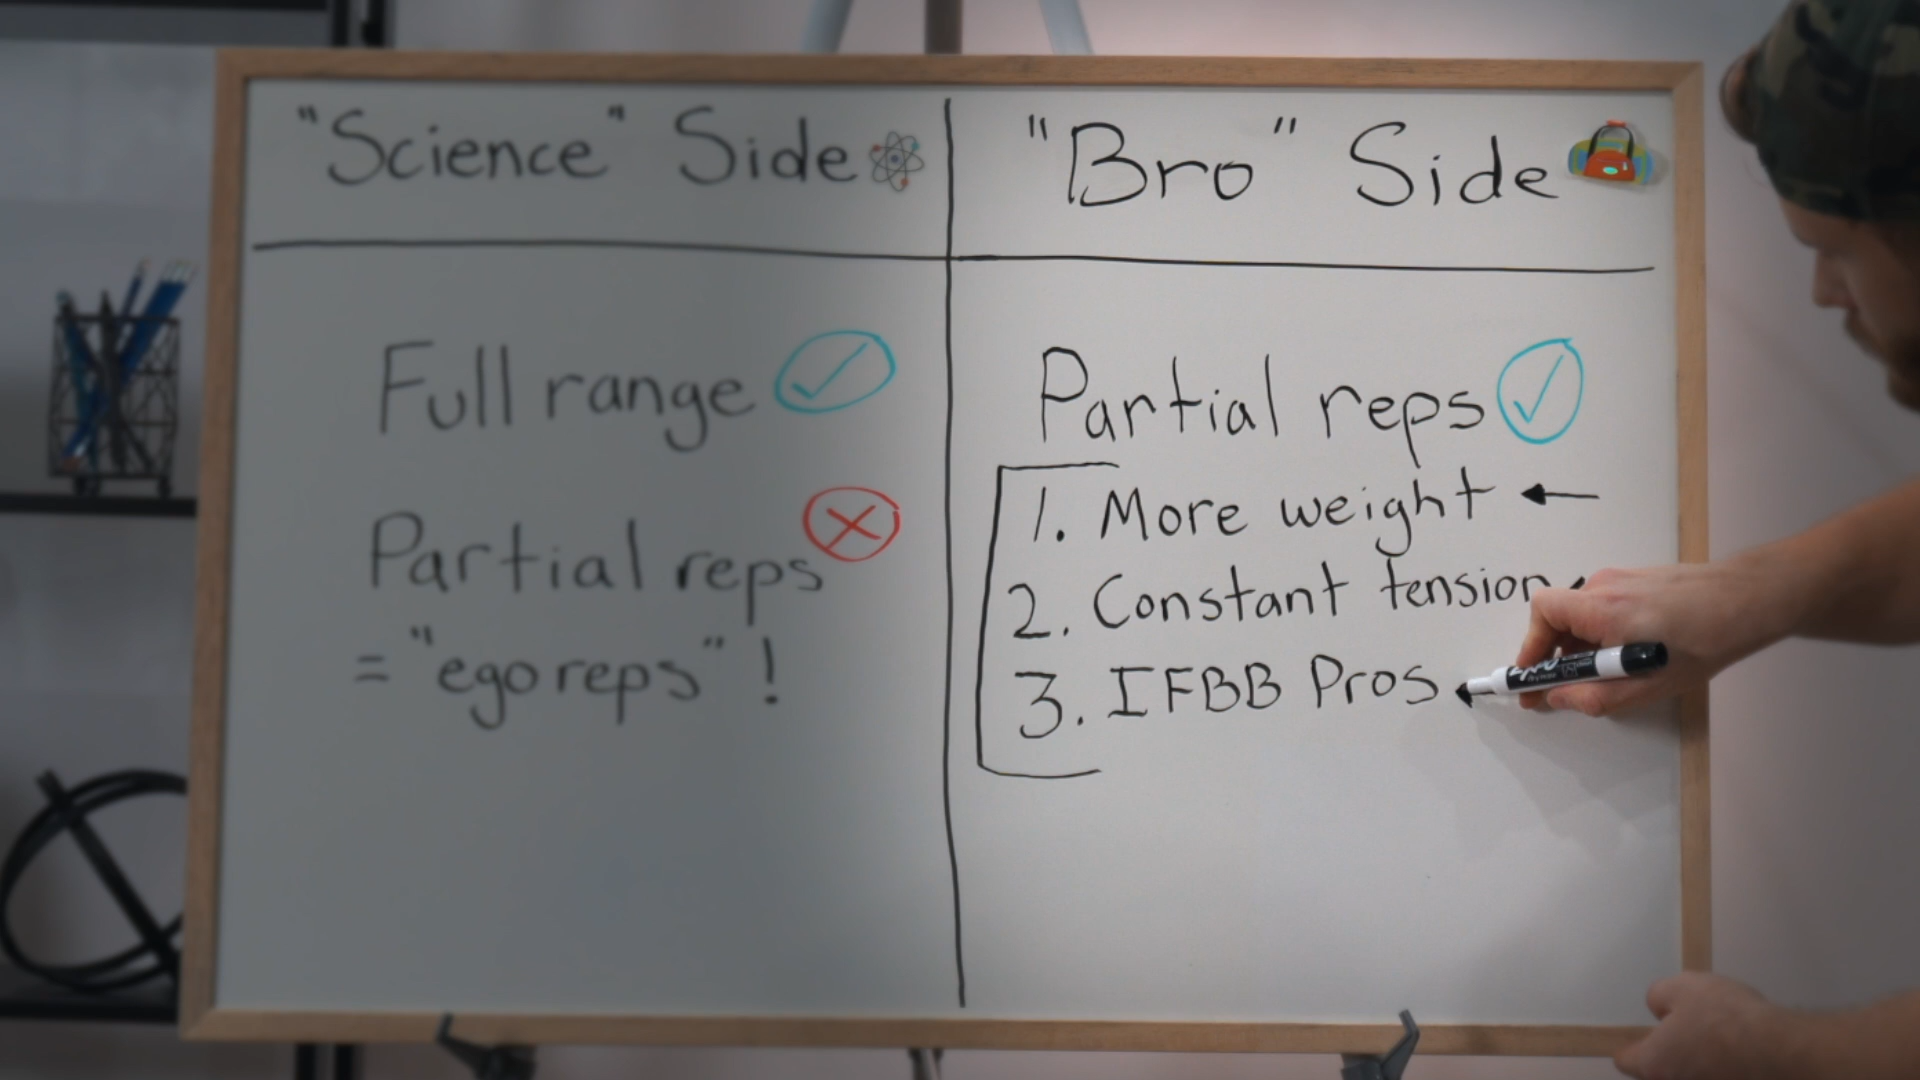 "Science" Side
Full range
Partial reps
= "ego reps"!
"Bro" Side
Partial reps
1. More weight
2. Constant tension
3. IFBB Pros